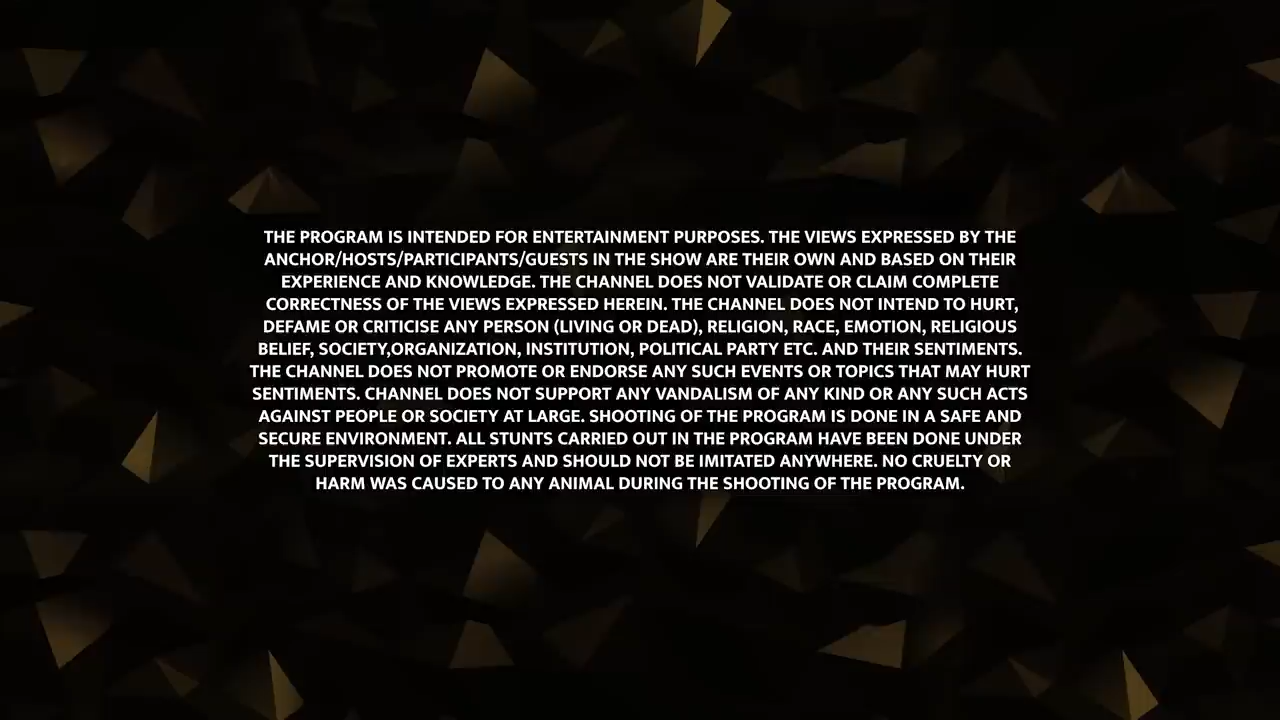 THE PROGRAM IS INTENDED FOR ENTERTAINMENT PURPOSES. THE VIEWS EXPRESSED BY THE
ANCHOR/HOSTS/PARTICIPANTS/GUESTS IN THE SHOW ARE THEIR OWN AND BASED ON THEIR
EXPERIENCE AND KNOWLEDGE. THE CHANNEL DOES NOT VALIDATE OR CLAIM COMPLETE
CORRECTNESS OF THE VIEWS EXPRESSED HEREIN. THE CHANNEL DOES NOT INTEND TO HURT,
DEFAME OR CRITICISE ANY PERSON (LIVING OR DEAD), RELIGION, RACE, EMOTION, RELIGIOUS
BELIEF, SOCIETY,ORGANIZATION, INSTITUTION, POLITICAL PARTY ETC. AND THEIR SENTIMENTS.
THE CHANNEL DOES NOT PROMOTE OR ENDORSE ANY SUCH EVENTS OR TOPICS THAT MAY HURT
SENTIMENTS. CHANNEL DOES NOT SUPPORT ANY VANDALISM OF ANY KIND OR ANY SUCH ACTS
AGAINST PEOPLE OR SOCIETY AT LARGE. SHOOTING OF THE PROGRAM IS DONE IN A SAFE AND
SECURE ENVIRONMENT. ALL STUNTS CARRIED OUT IN THE PROGRAM HAVE BEEN DONE UNDER
THE SUPERVISION OF EXPERTS AND SHOULD NOT BE IMITATED ANYWHERE. NO CRUELTY OR
HARM WAS CAUSED TO ANY ANIMAL DURING THE SHOOTING OF THE PROGRAM.